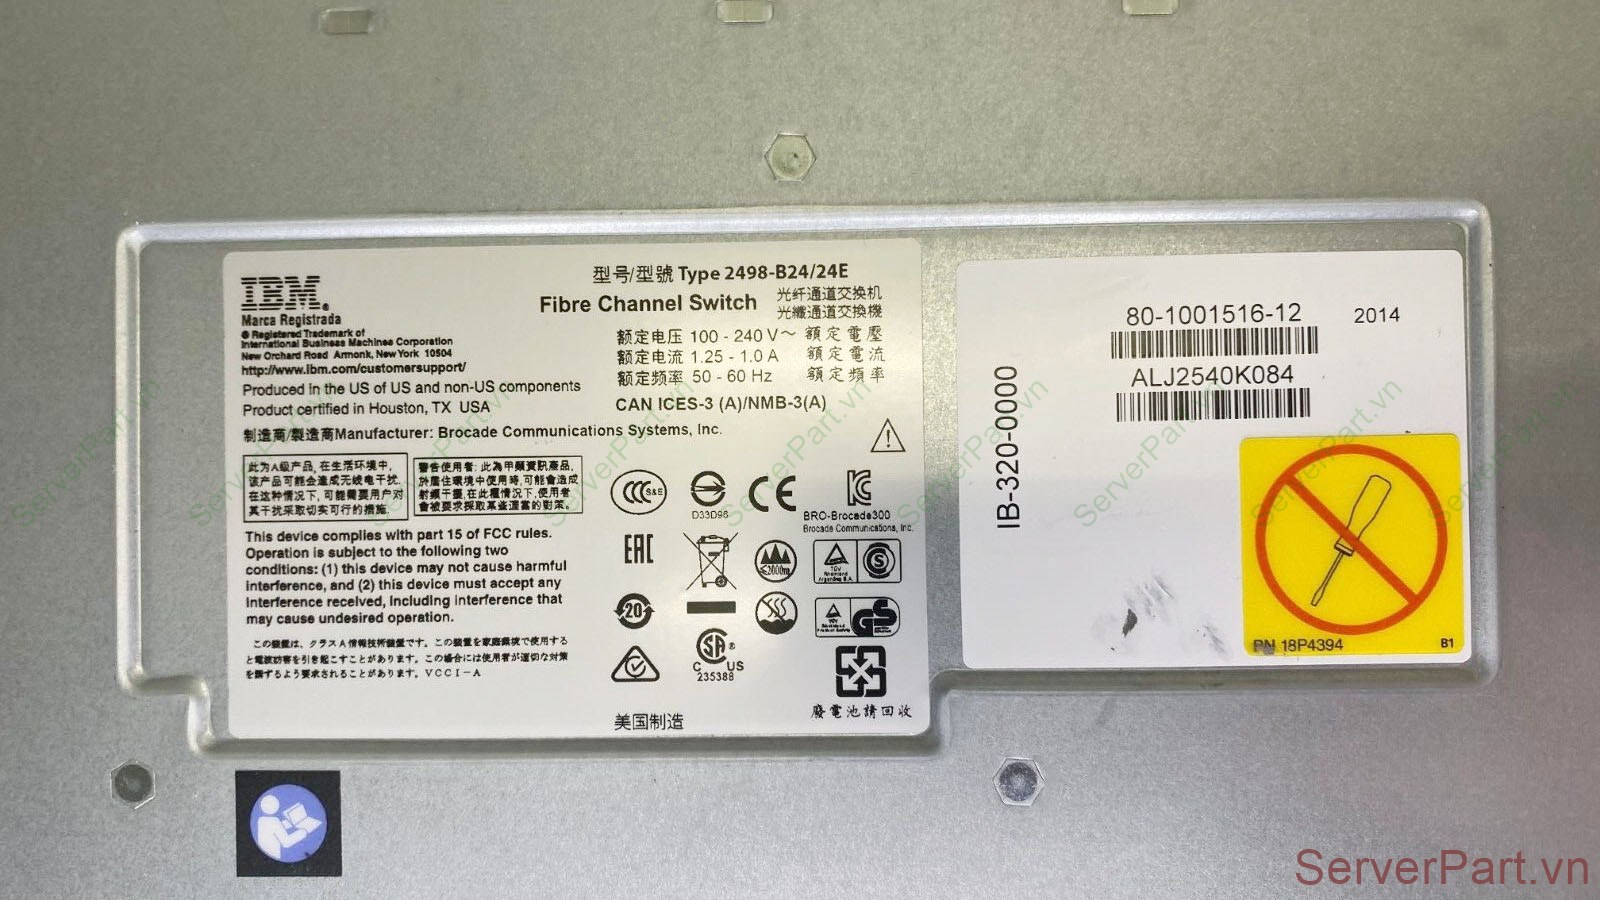 IBM®
Marca Registrada
® Registered Trademark of
International Business Machines Corporation
New Orchard Road Armonk, New York 10504
http://www.ibm.com/customersupport/
Produced in the US of US and non-US components
Product certified in Houston, TX USA
制造商/製造商Manufacturer: Brocade Communications Systems, Inc.
型号/型號 Type 2498-B24/24E
Fibre Channel Switch
光纤通道交换机
光纖通道交換機
额定电压 100 - 240 V~ 額定電壓
额定电流 1.25 - 1.0 A 額定電流
额定频率 50 - 60 Hz 額定頻率
CAN ICES-3 (A)/NMB-3(A)
此为A级产品, 在生活环境中,
该产品可能会造成无线电干扰.
在这种情况下, 可能需要用户对
其干扰采取切实可行的措施.
警告使用者: 此為甲類資訊產品,
於居住環境中使用時, 可能會造成
射頻干擾, 在此種情況下, 使用者
會被要求採取某些適當的對策.
This device complies with part 15 of FCC rules.
Operation is subject to the following two
conditions: (1) this device may not cause harmful
interference, and (2) this device must accept any
interference received, including interference that
may cause undesired operation.
この装置は、クラスA情報技術装置です。この装置を家庭環境で使用する
と電波妨害を引き起こすことがあります。この場合には使用者が適切な対策
を講ずるよう要求されることがあります。VCCI-A
S&E
D33D96
CE
BRO-Brocade300
Brocade Communications, Inc.
EAC
≤2000m
TÜV
Rheinland
Argentina S.A.
S
20
TÜV
GS
SA®
C US
235388
美国制造
廢電池請回收
IB-320-0000
80-1001516-12
2014
ALJ2540K084
PN 18P4394
B1
ServerPart.vn